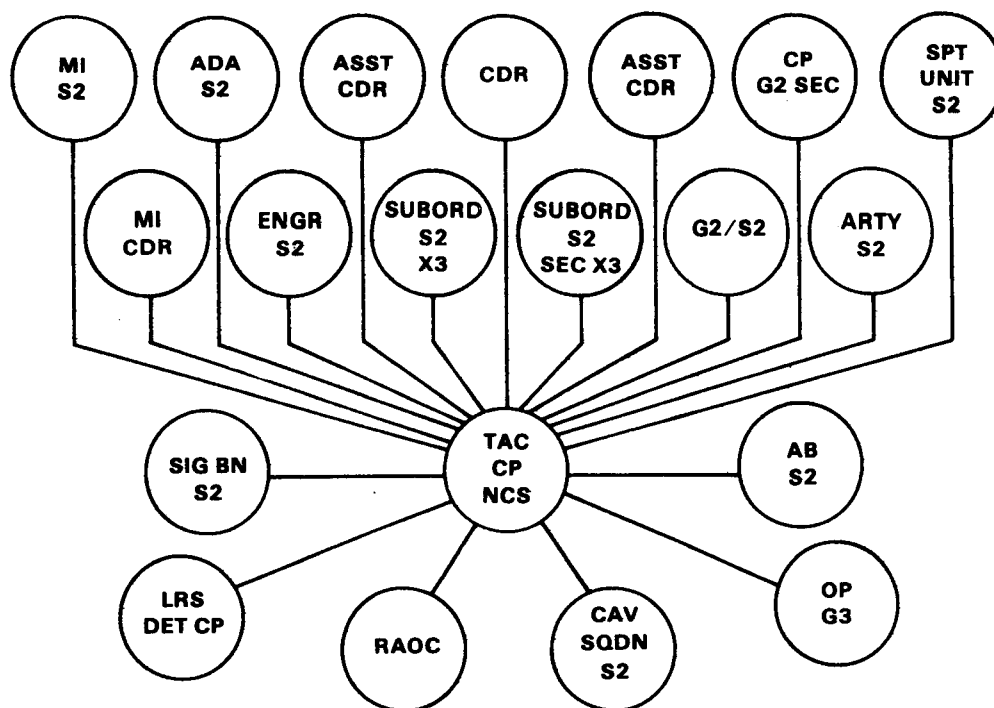 MI
S2
ADA
S2
ASST
CDR
CDR
ASST
CDR
CP
G2 SEC
SPT
UNIT
S2
MI
CDR
ENGR
S2
SUBORD
S2
X3
SUBORD
S2
SEC X3
G2/S2
ARTY
S2
TAC
CP
NCS
SIG BN
S2
AB
S2
LRS
DET CP
RAOC
CAV
SQDN
S2
OP
G3